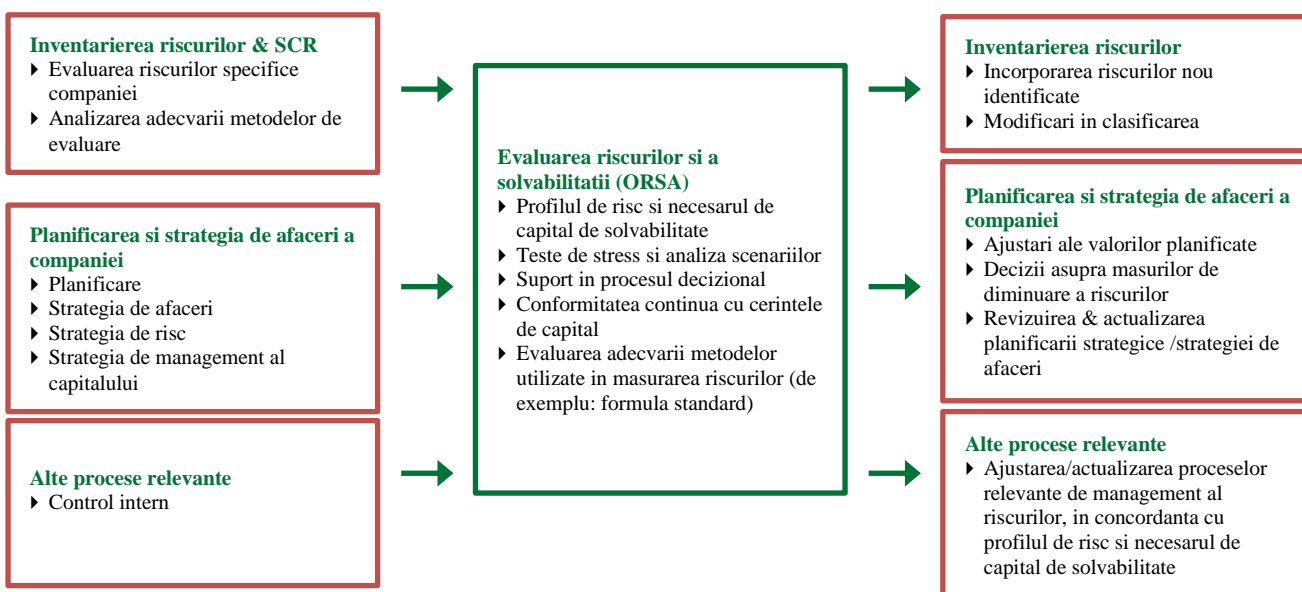 Inventarierea riscurilor & SCR
Evaluarea riscurilor specifice
companiei
Analizarea adecvarii metodelor de
evaluare
Planificarea si strategia de afaceri a
companiei
Planificare
Strategia de afaceri
Strategia de risc
Strategia de management al
capitalului
Alte procese relevante
Control intern
Evaluarea riscurilor si a
solvabilitatii (ORSA)
Profilul de risc si necesarul de
capital de solvabilitate
Teste de stress si analiza scenariilor
Suport in procesul decizional
Conformitatea continua cu cerintele
de capital
Evaluarea adecvarii metodelor
utilizate in masurarea riscurilor (de
exemplu: formula standard)
Inventarierea riscurilor
Incorporarea riscurilor nou
identificate
Modificari in clasificarea
Planificarea si strategia de afaceri a
companiei
Ajustari ale valorilor planificate
Decizii asupra masurilor de
diminuare a riscurilor
Revizuirea & actualizarea
planificarii strategice /strategiei de
afaceri
Alte procese relevante
Ajustarea/actualizarea proceselor
relevante de management al
riscurilor, in concordanta cu
profilul de risc si necesarul de
capital de solvabilitate